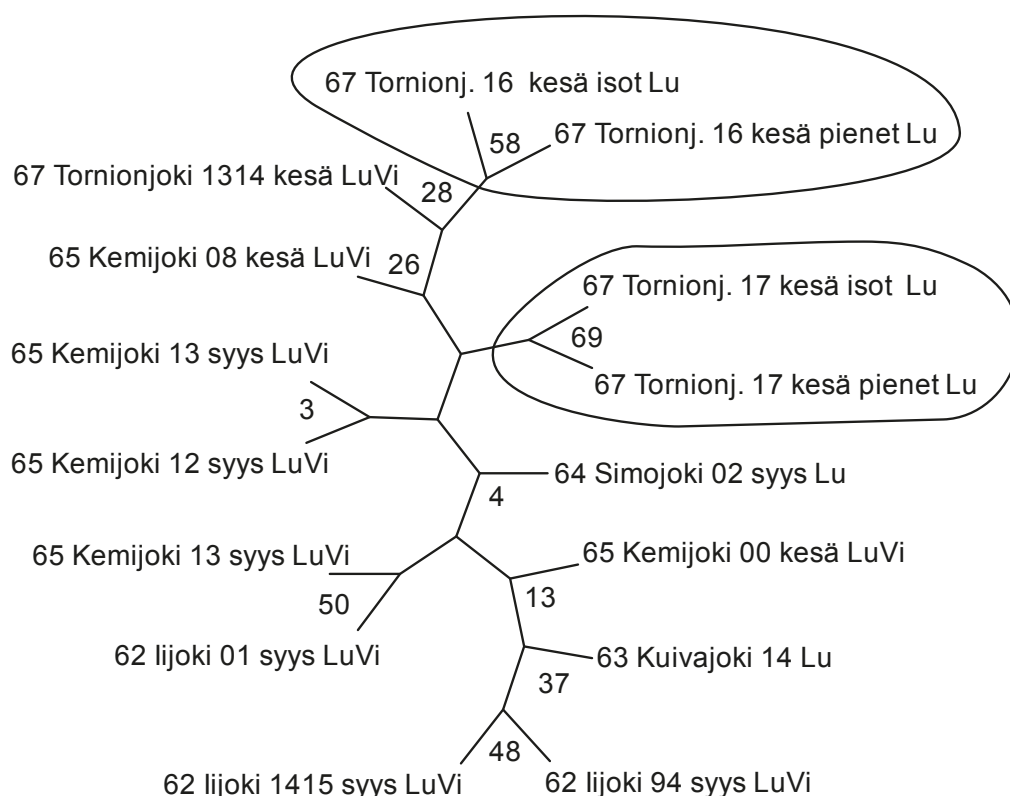 67 Tornionj. 16 kesä isot Lu
58
67 Tornionj. 16 kesä pienet Lu
67 Tornionjoki 1314 kesä LuVi
28
65 Kemijoki 08 kesä LuVi
26
67 Tornionj. 17 kesä isot Lu
69
67 Tornionj. 17 kesä pienet Lu
65 Kemijoki 13 syys LuVi
3
65 Kemijoki 12 syys LuVi
64 Simojoki 02 syys Lu
4
65 Kemijoki 13 syys LuVi
65 Kemijoki 00 kesä LuVi
50
13
62 Iijoki 01 syys LuVi
63 Kuivajoki 14 Lu
37
48
62 Iijoki 1415 syys LuVi
62 Iijoki 94 syys LuVi